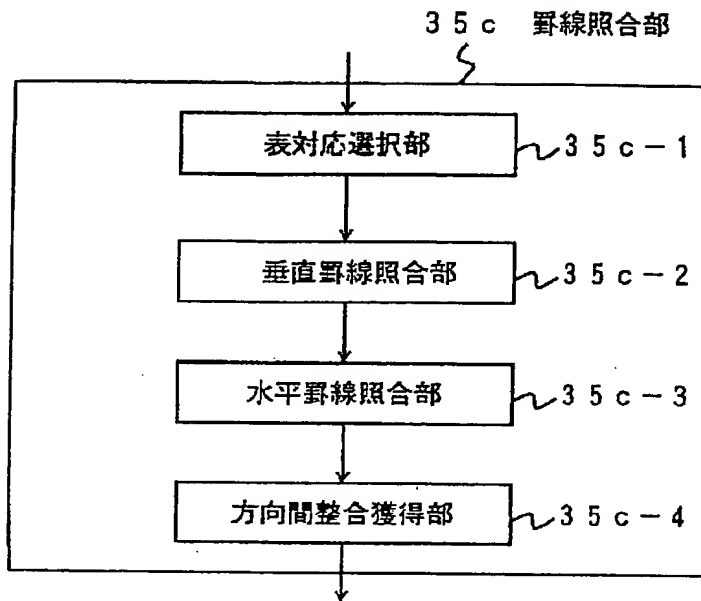 35c 罫線照合部
表対応選択部 35c-1
垂直罫線照合部 35c-2
水平罫線照合部 35c-3
方向間整合獲得部 35c-4